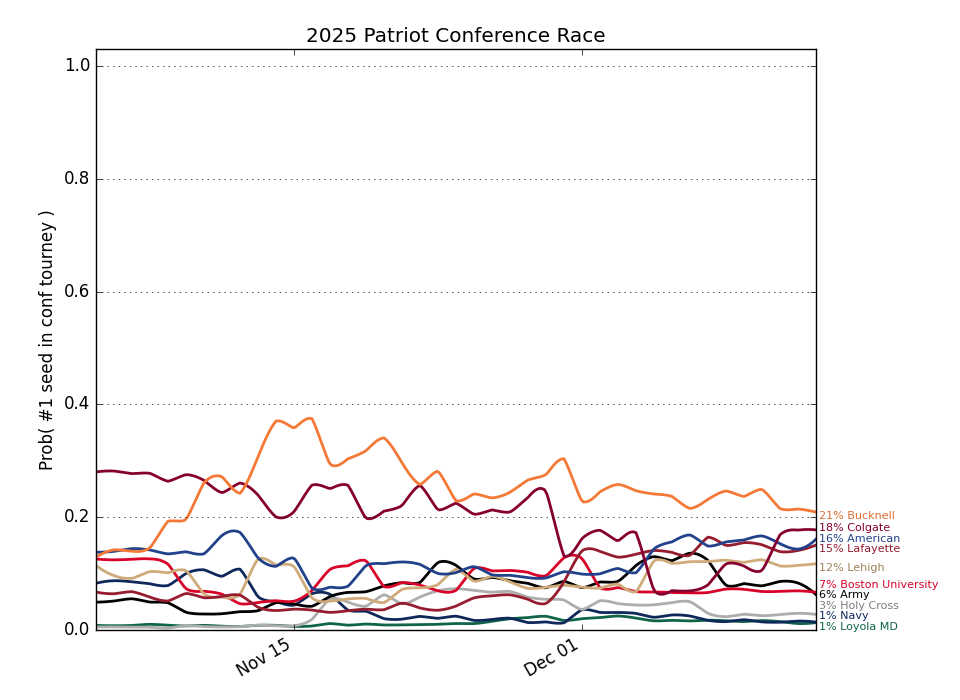 2025 Patriot Conference Race
Prob( #1 seed in conf tourney )
1.0
0.8
0.6
0.4
0.2
0.0
Nov 15
Dec 01
21% Bucknell
18% Colgate
16% American
15% Lafayette
12% Lehigh
7% Boston University
6% Army
3% Holy Cross
1% Navy
1% Loyola MD